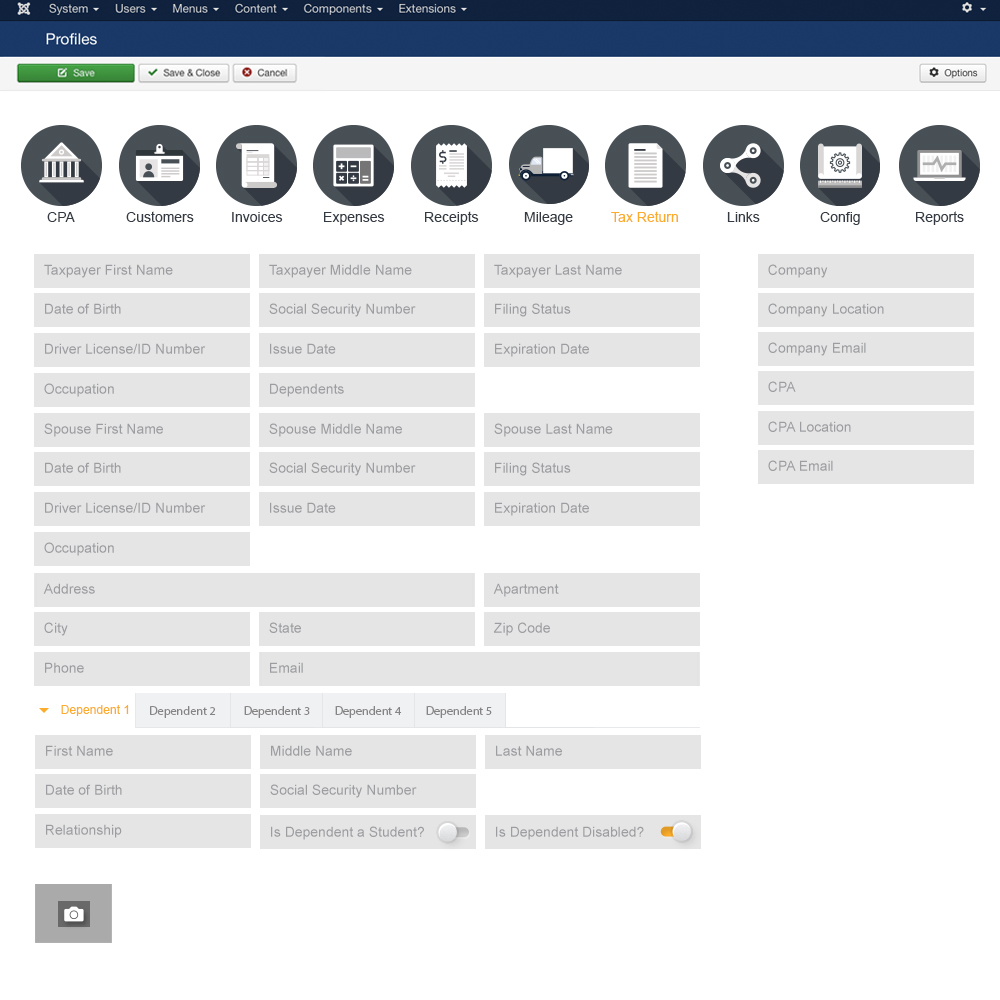 System Users Menus Content Components Extensions
Profiles
Save Save & Close Cancel Options
CPA Customers Invoices Expenses Receipts Mileage Tax Return Links Config Reports
Taxpayer First Name Taxpayer Middle Name Taxpayer Last Name Company
Date of Birth Social Security Number Filing Status Company Location
Driver License/ID Number Issue Date Expiration Date Company Email
Occupation Dependents CPA
Spouse First Name Spouse Middle Name Spouse Last Name CPA Location
Date of Birth Social Security Number Filing Status CPA Email
Driver License/ID Number Issue Date Expiration Date
Occupation
Address Apartment
City State Zip Code
Phone Email
Dependent 1 Dependent 2 Dependent 3 Dependent 4 Dependent 5
First Name Middle Name Last Name
Date of Birth Social Security Number
Relationship Is Dependent a Student? Is Dependent Disabled?